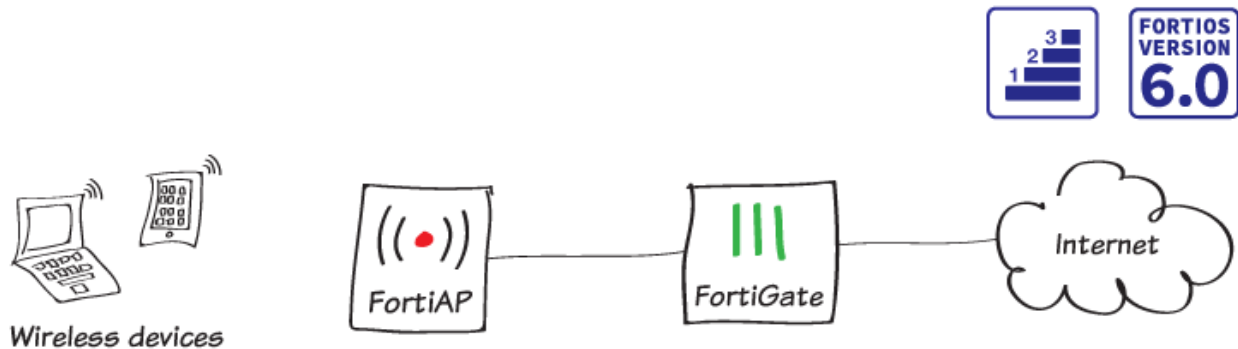 3
2
1
FORTIOS
VERSION
6.0
FortiAP
FortiGate
Internet
Wireless devices